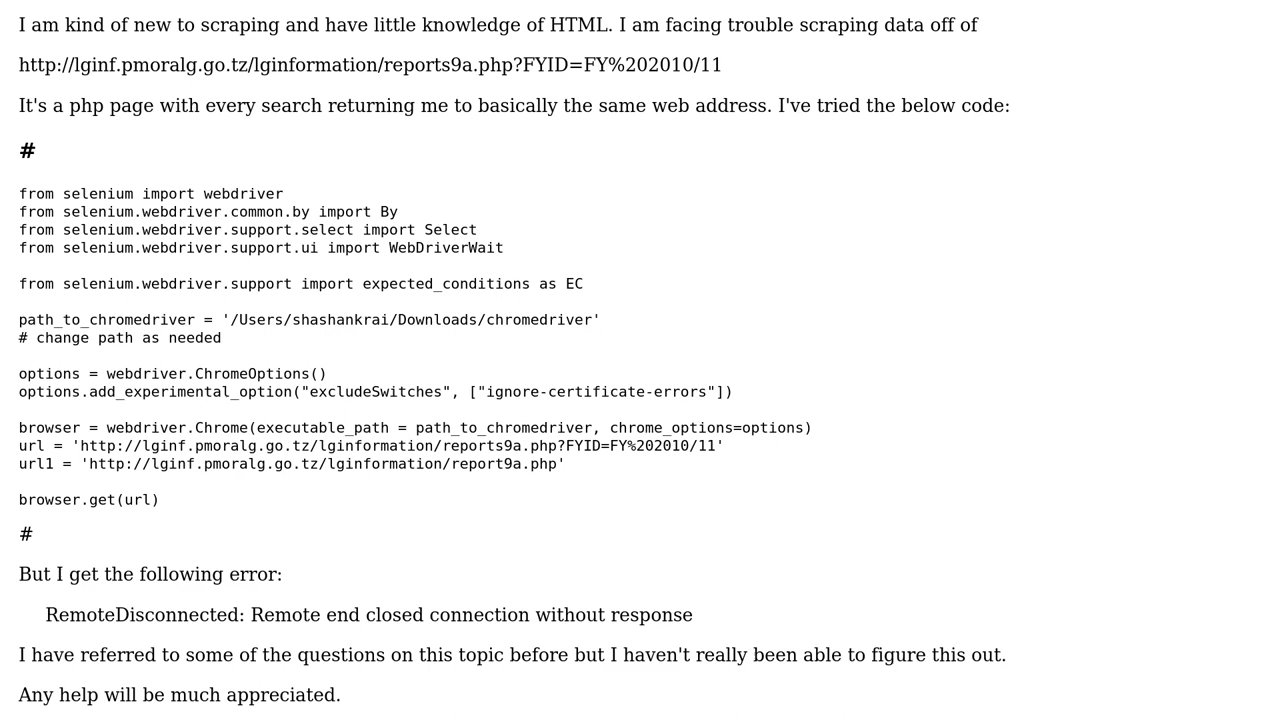 I am kind of new to scraping and have little knowledge of HTML. I am facing trouble scraping data off of
http://lginf.pmoralg.go.tz/lginformation/reports9a.php?FYID=FY%202010/11
It's a php page with every search returning me to basically the same web address. I've tried the below code:
#
from selenium import webdriver
from selenium.webdriver.common.by import By
from selenium.webdriver.support.select import Select
from selenium.webdriver.support.ui import WebDriverWait
from selenium.webdriver.support import expected_conditions as EC
path_to_chromedriver = '/Users/shashankrai/Downloads/chromedriver'
# change path as needed
options = webdriver.ChromeOptions()
options.add_experimental_option("excludeSwitches", ["ignore-certificate-errors"])
browser = webdriver.Chrome(executable_path = path_to_chromedriver, chrome_options=options)
url = 'http://lginf.pmoralg.go.tz/lginformation/reports9a.php?FYID=FY%202010/11'
url1 = 'http://lginf.pmoralg.go.tz/lginformation/report9a.php'
browser.get(url)
#
But I get the following error:
RemoteDisconnected: Remote end closed connection without response
I have referred to some of the questions on this topic before but I haven't really been able to figure this out.
Any help will be much appreciated.